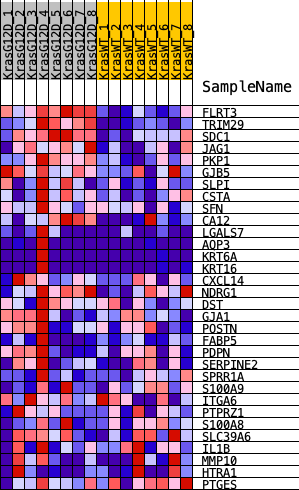 KrasG12D_1
KrasG12D_2
KrasG12D_3
KrasG12D_4
KrasG12D_5
KrasG12D_6
KrasG12D_7
KrasG12D_8
KrasWT_1
KrasWT_2
KrasWT_3
KrasWT_4
KrasWT_5
KrasWT_6
KrasWT_7
KrasWT_8
SampleName
FLRT3
TRIM29
SDC1
JAG1
PKP1
GJB5
SLPI
CSTA
SFN
CA12
LGALS7
AQP3
KRT6A
KRT16
CXCL14
NDRG1
DST
GJA1
POSTN
FABP5
PDPN
SERPINE2
SPRR1A
S100A9
ITGA6
PTPRZ1
S100A8
SLC39A6
IL1B
MMP10
HTRA1
PTGES